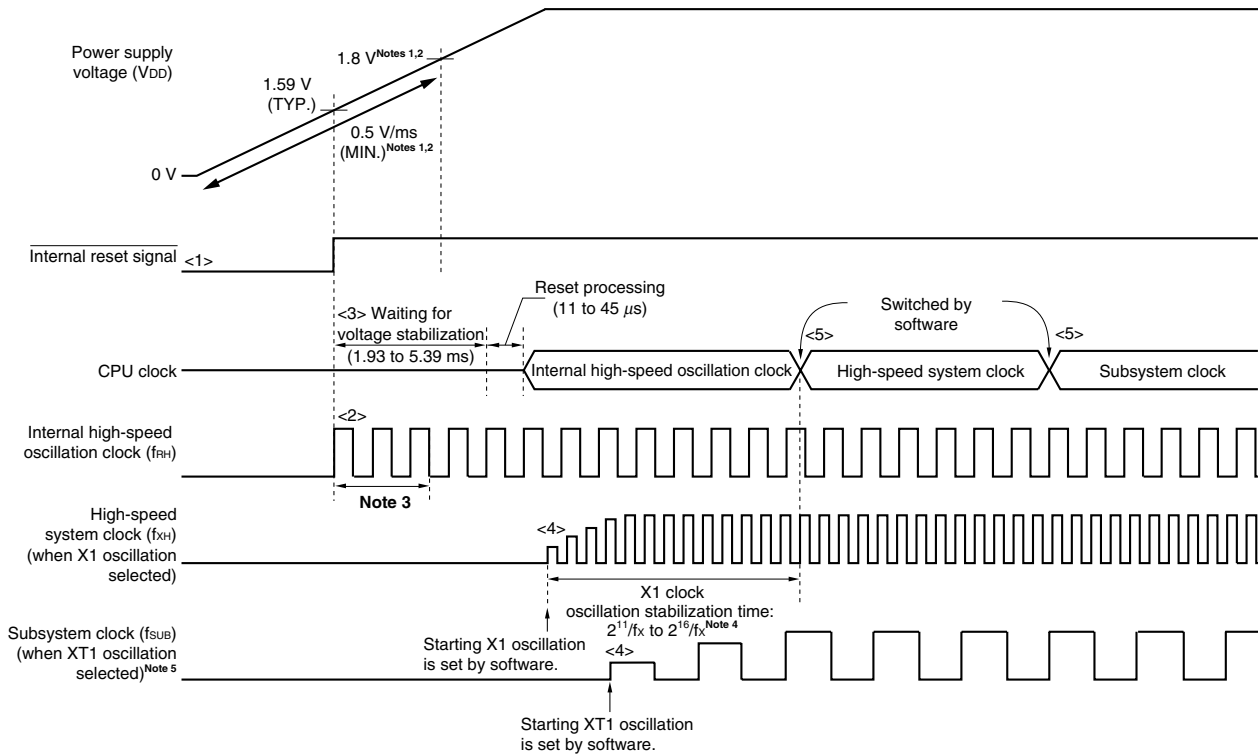 Power supply
voltage (VDD)
1.8 V Notes 1,2
1.59 V
(TYP.)
0.5 V/ms
(MIN.) Notes 1,2
0 V
Internal reset signal
<1>
Reset processing
(11 to 45 μs)
<3> Waiting for
voltage stabilization
(1.93 to 5.39 ms)
Switched by
software
<5>
<5>
CPU clock
Internal high-speed oscillation clock
High-speed system clock
Subsystem clock
Internal high-speed
oscillation clock (fRH)
<2>
Note 3
High-speed
system clock (fXH)
(when X1 oscillation
selected)
<4>
X1 clock
oscillation stabilization time:
2^11/fX to 2^16/fX Note 4
Starting X1 oscillation
is set by software.
Subsystem clock (fSUB)
(when XT1 oscillation
selected) Note 5
<4>
Starting XT1 oscillation
is set by software.